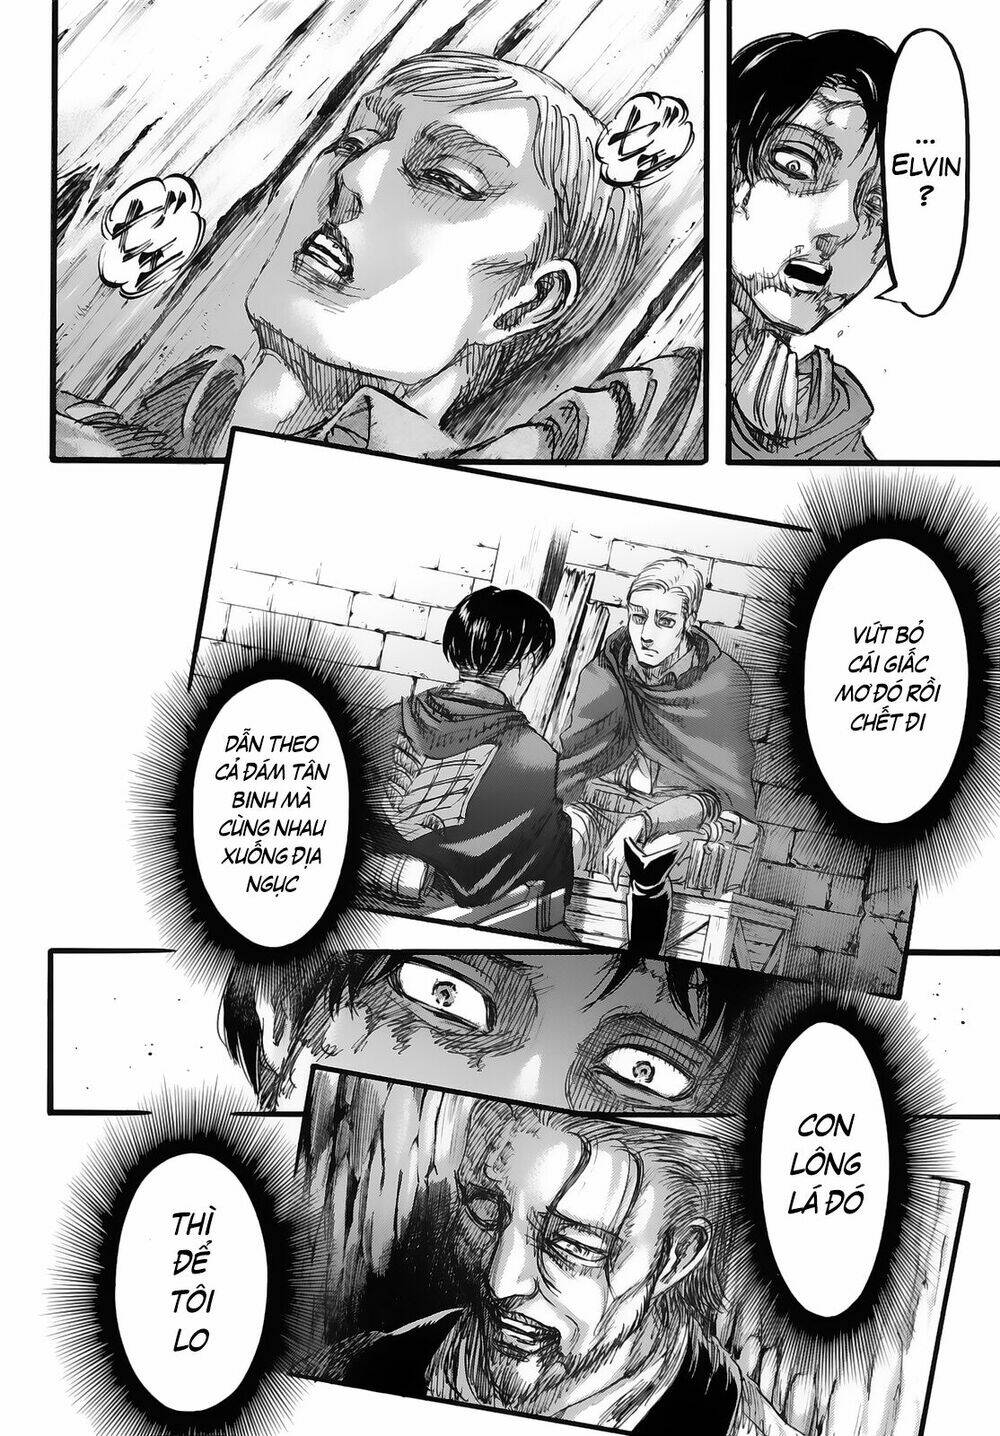 ...
ELVIN
?
VỨT BỎ
CÁI GIẤC
MƠ ĐÓ RỒI
CHẾT ĐI
DẪN THEO
CẢ ĐÁM TÂN
BINH MÀ
CÙNG NHAU
XUỐNG ĐỊA
NGỤC
CON
LÔNG
LÁ ĐÓ
THÌ
ĐỂ
TÔI
LO